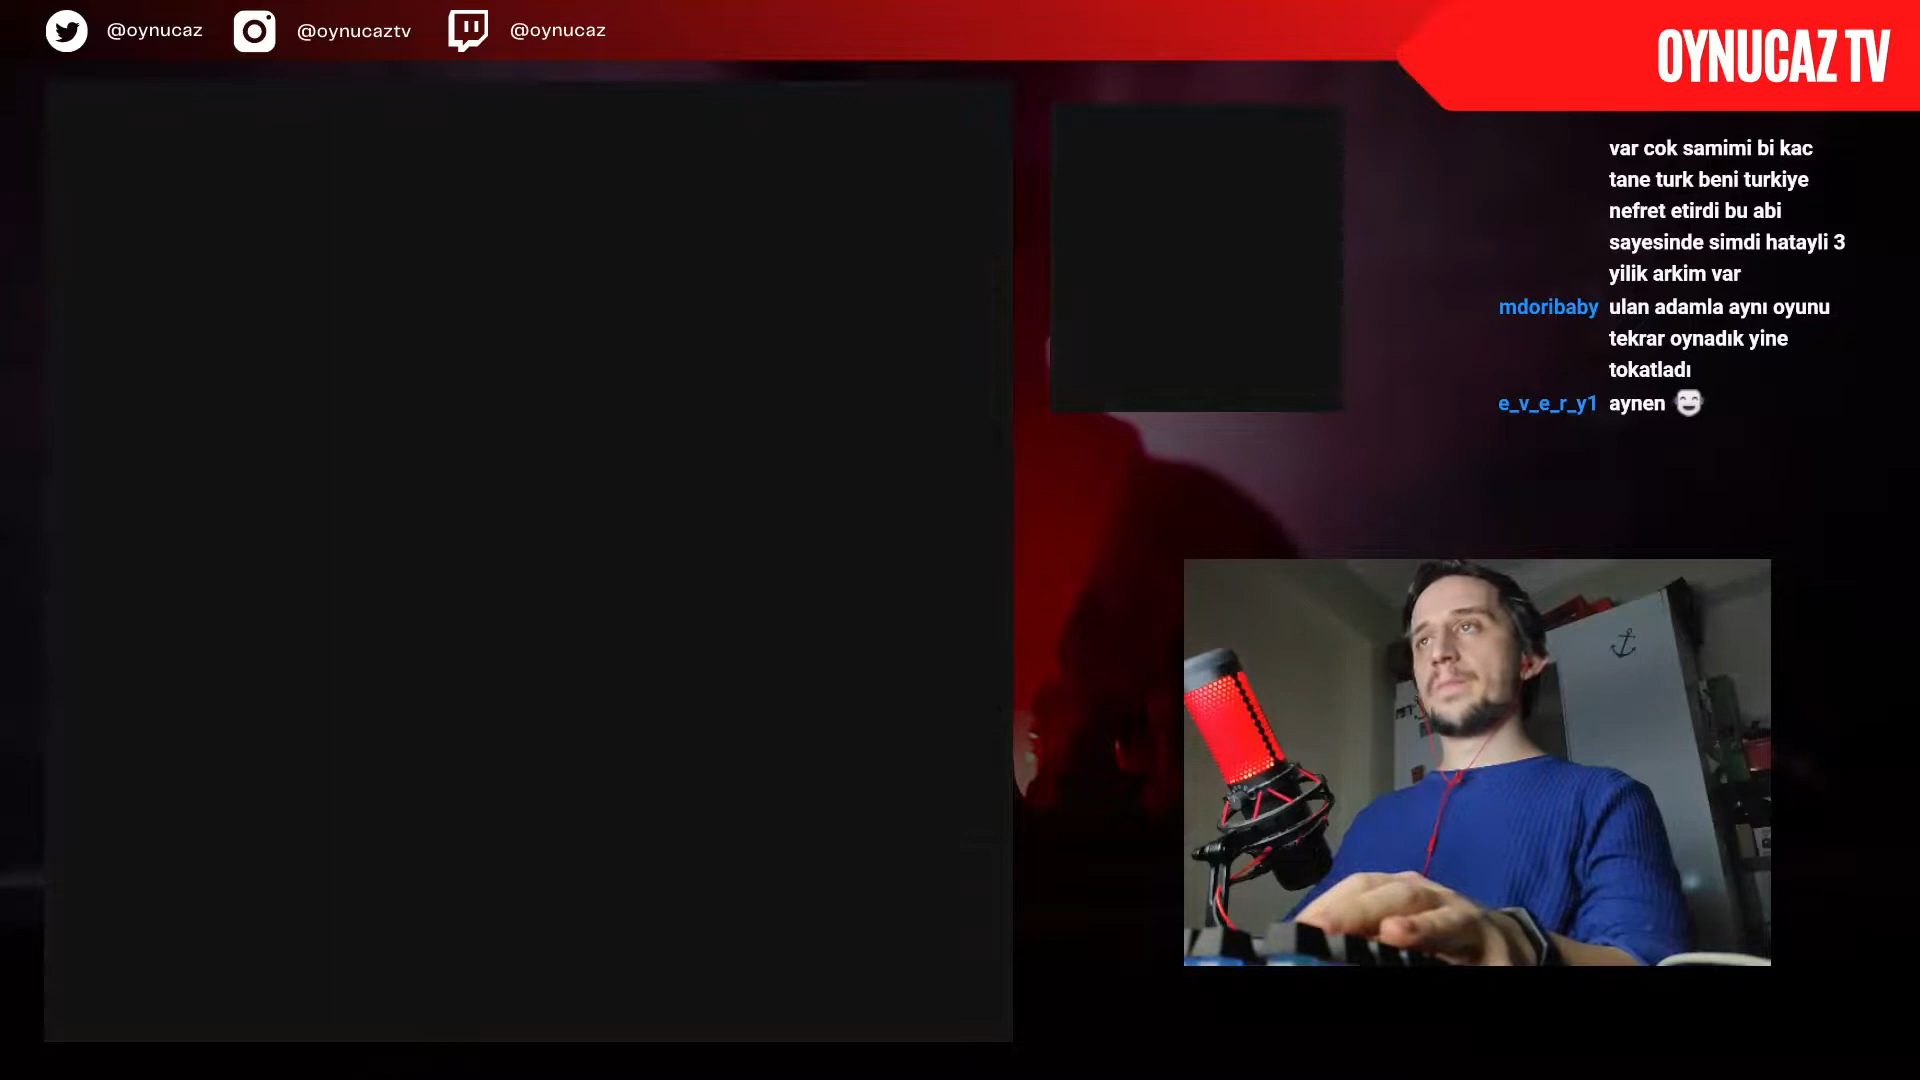 @oynucaz
@oynucaztv
@oynucaz
OYNUCAZ TV
var cok samimi bi kac
tane turk beni turkiye
nefret etirdi bu abi
sayesinde simdi hatayli 3
yilik arkim var
mdoribaby ulan adamla aynı oyunu
tekrar oynadık yine
tokatladı
e_v_e_r_y1 aynen